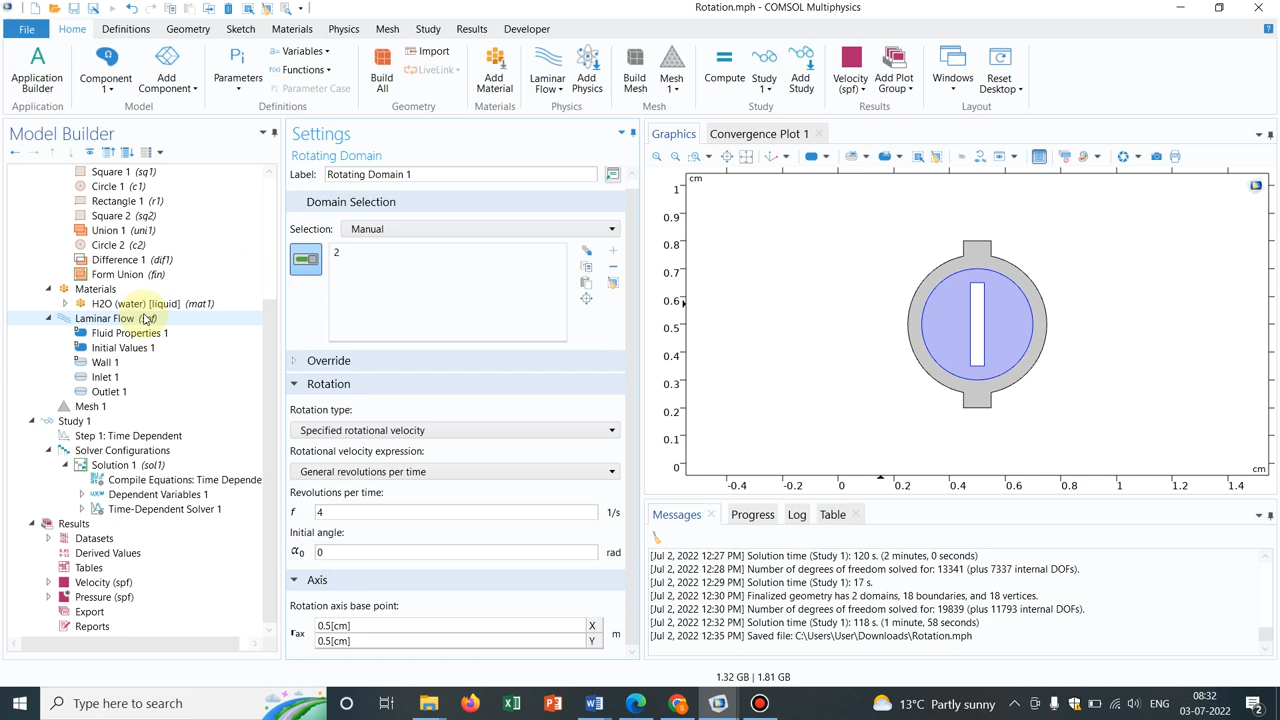 Rotation.mph - COMSOL Multiphysics
File
Home
Definitions
Geometry
Sketch
Materials
Physics
Mesh
Study
Results
Developer
Application Builder
Component 1
Add Component
Parameters
a= Variables
f(x) Functions
Pi Parameter Case
Build All
Import
LiveLink
Add Material
Laminar Flow
Add Physics
Build Mesh
Mesh 1
Compute
Study 1
Add Study
Velocity (spf)
Add Plot Group
Windows
Reset Desktop
Application
Model
Definitions
Geometry
Materials
Physics
Mesh
Study
Results
Layout
Model Builder
Square 1 (sq1)
Circle 1 (c1)
Rectangle 1 (r1)
Square 2 (sq2)
Union 1 (uni1)
Circle 2 (c2)
Difference 1 (dif1)
Form Union (fin)
Materials
H2O (water) [liquid] (mat1)
Laminar Flow (spf)
Fluid Properties 1
Initial Values 1
Wall 1
Inlet 1
Outlet 1
Mesh 1
Study 1
Step 1: Time Dependent
Solver Configurations
Solution 1 (sol1)
Compile Equations: Time Depende
Dependent Variables 1
Time-Dependent Solver 1
Results
Datasets
Derived Values
Tables
Velocity (spf)
Pressure (spf)
Export
Reports
Settings
Rotating Domain
Label: Rotating Domain 1
Domain Selection
Selection: Manual
2
Override
Rotation
Rotation type:
Specified rotational velocity
Rotational velocity expression:
General revolutions per time
Revolutions per time:
f 4 1/s
Initial angle:
α0 0 rad
Axis
Rotation axis base point:
rax
0.5[cm] X
0.5[cm] Y
m
Graphics
Convergence Plot 1
cm
1
0.9
0.8
0.7
0.6
0.5
0.4
0.3
0.2
0.1
0
-0.4 -0.2 0 0.2 0.4 0.6 0.8 1 1.2 1.4
cm
Messages
Progress
Log
Table
[Jul 2, 2022 12:27 PM] Solution time (Study 1): 120 s. (2 minutes, 0 seconds)
[Jul 2, 2022 12:28 PM] Number of degrees of freedom solved for: 13341 (plus 7337 internal DOFs).
[Jul 2, 2022 12:29 PM] Solution time (Study 1): 17 s.
[Jul 2, 2022 12:30 PM] Finalized geometry has 2 domains, 18 boundaries, and 18 vertices.
[Jul 2, 2022 12:30 PM] Number of degrees of freedom solved for: 19839 (plus 11793 internal DOFs).
[Jul 2, 2022 12:32 PM] Solution time (Study 1): 118 s. (1 minute, 58 seconds)
[Jul 2, 2022 12:35 PM] Saved file: C:\Users\User\Downloads\Rotation.mph
1.32 GB | 1.81 GB
Type here to search
13°C Partly sunny
ENG
08:32
03-07-2022
2